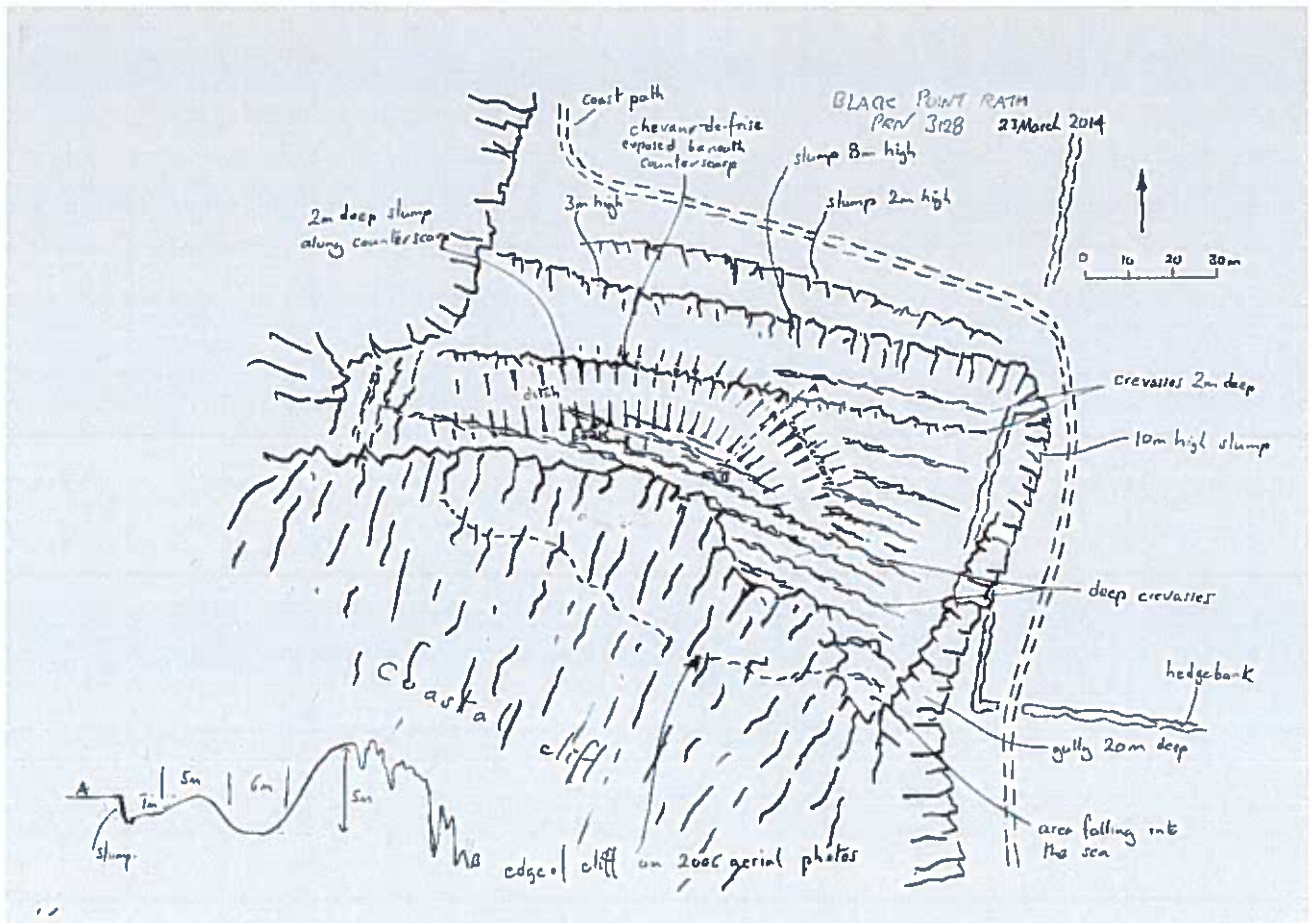 BLACK POINT RATH
PRN 3128 23 March 2014
coast path
chevaux-de-frise
exposed beneath
counterscarp
slump 8m high
slump 2m high
3m high
2m deep slump
along counterscarp
0 10 20 30m
crevasses 2m deep
ditch
bank
A
B
10m high slump
deep crevasses
hedgebank
gully 20m deep
area falling into
the sea
Coastal
cliff
edge of cliff on 2006 aerial photos
A
1m
5m
6m
5m
B
slump